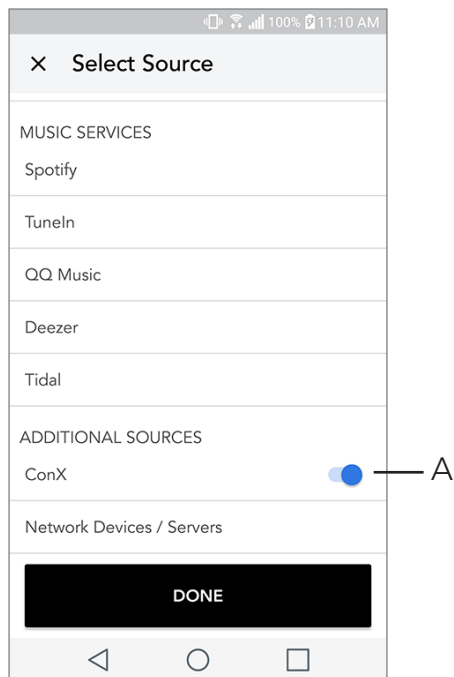 100% 11:10 AM
× Select Source
MUSIC SERVICES
Spotify
TuneIn
QQ Music
Deezer
Tidal
ADDITIONAL SOURCES
ConX
A
Network Devices / Servers
DONE